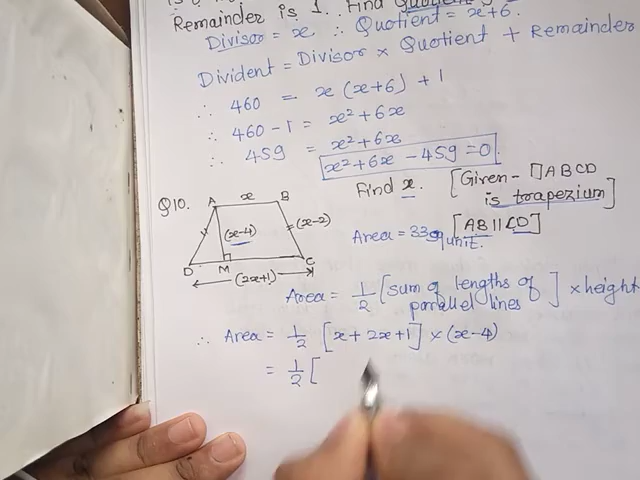 Remainder is 1. Find
Divisor = x ∴ Quotient = x+6.
Divident = Divisor × Quotient + Remainder
∴ 460 = x (x+6) + 1
∴ 460 - 1 = x² + 6x
∴ 459 = x² + 6x
x² + 6x - 459 = 0
Q10. Find x. [Given - □ABCD
is trapezium]
[AB || CD]
Area = 33 sq unit.
A x B
(x-4) (x-2)
D M C
(2x+1)
Area = 1/2 [sum of lengths of parallel lines] × height
∴ Area = 1/2 [x + 2x + 1] × (x-4)
= 1/2 [